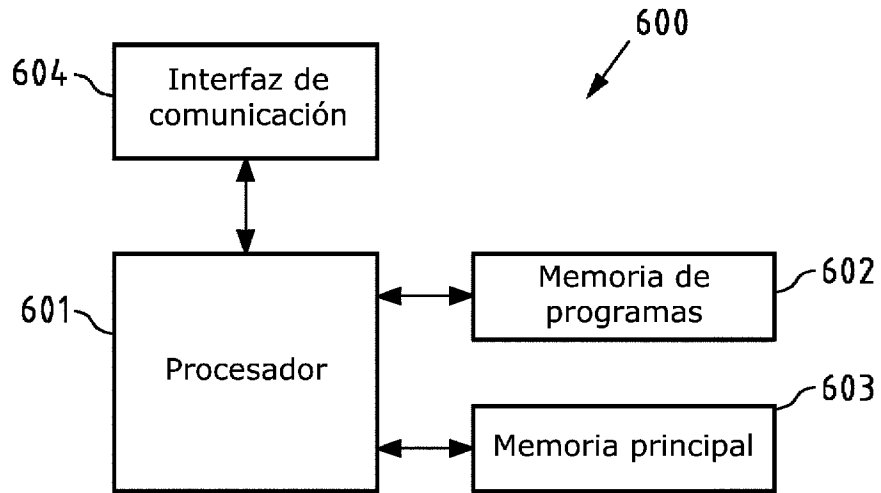 600
604
Interfaz de
comunicación
601
Procesador
Memoria de
programas
602
603
Memoria principal